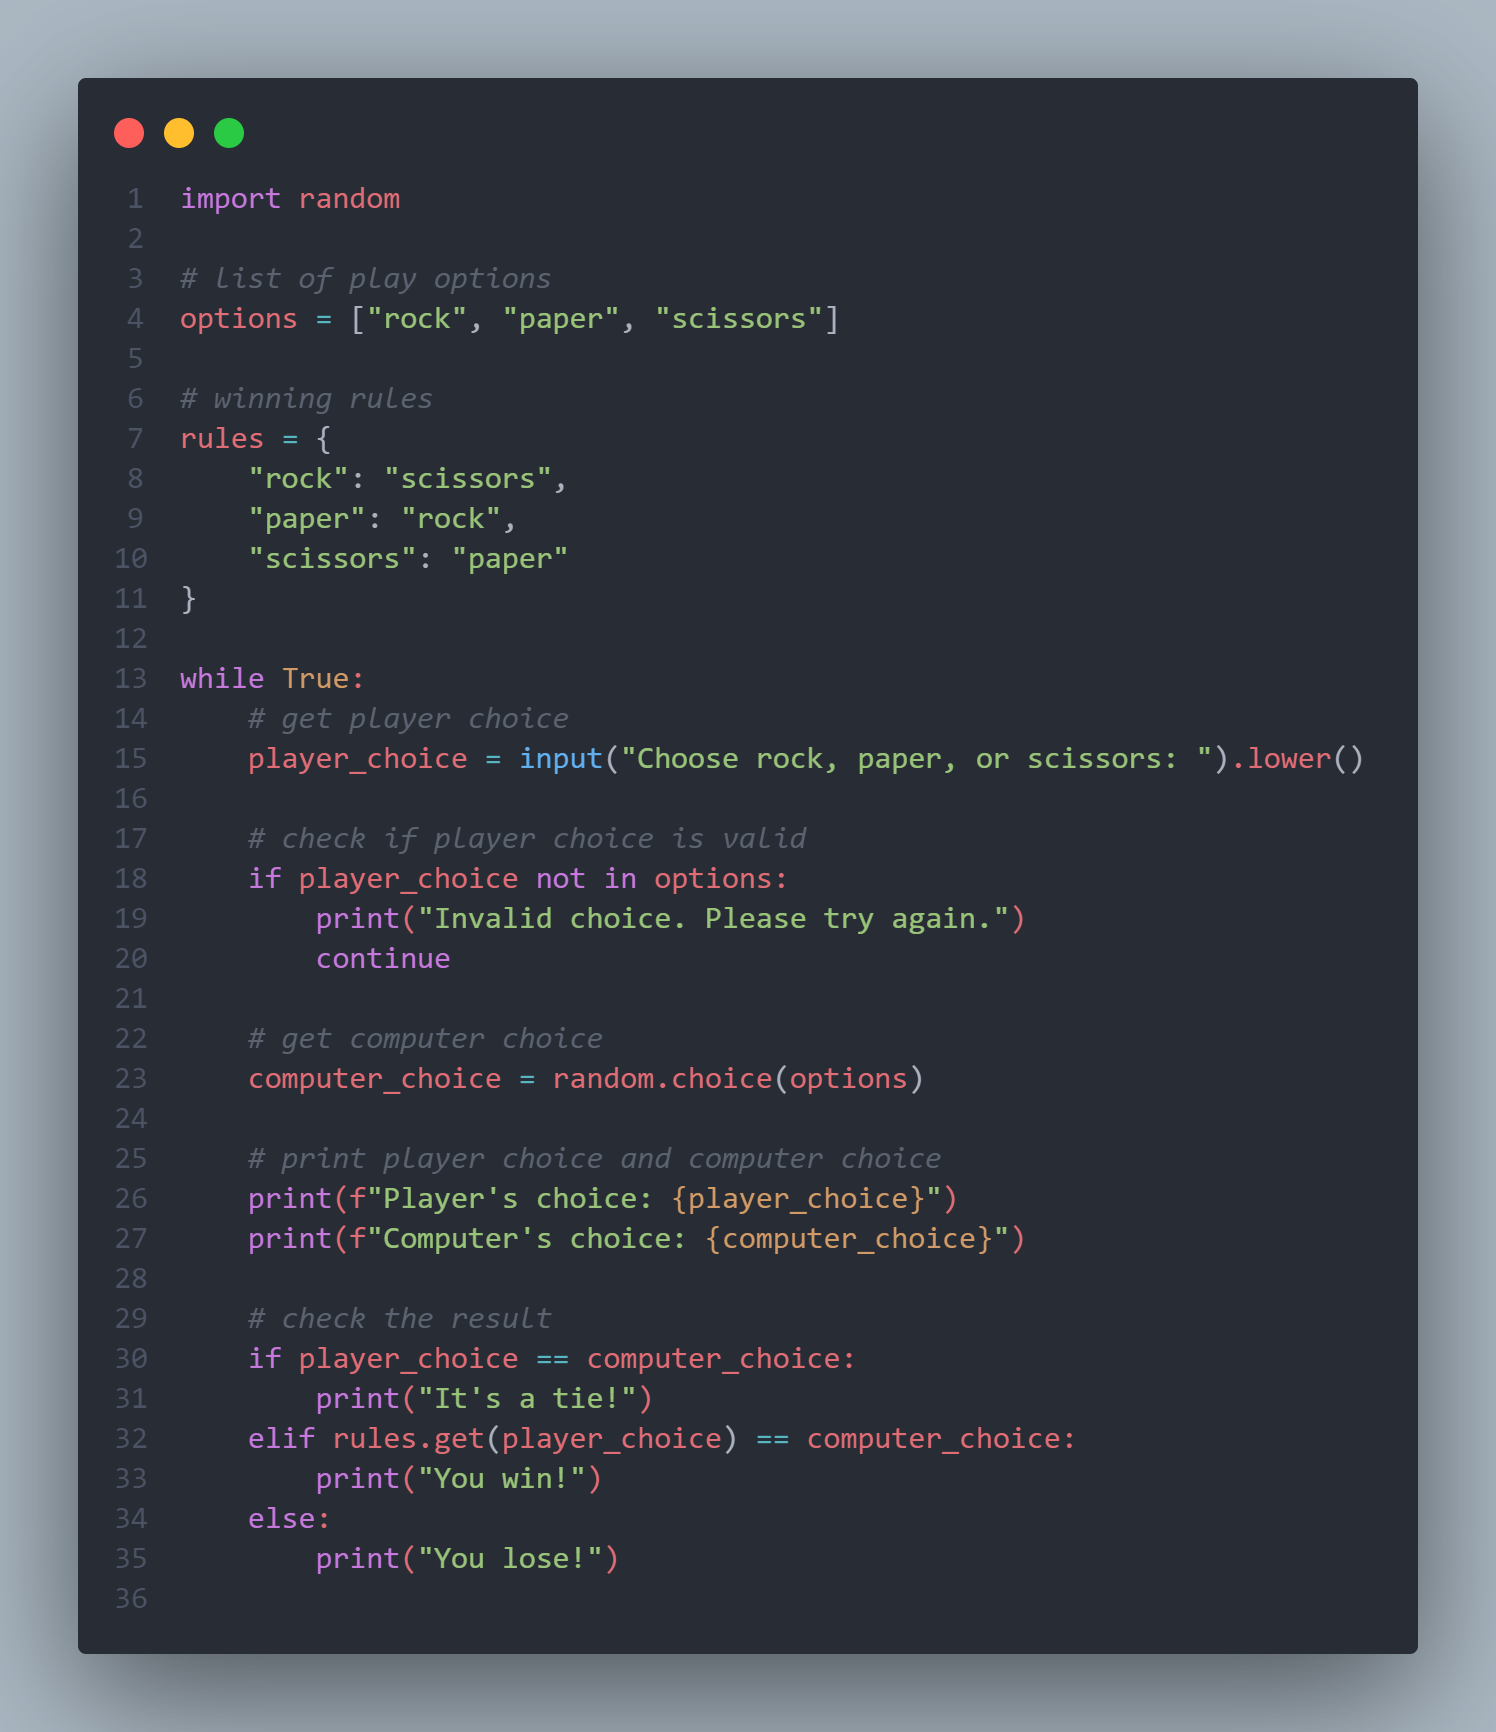 1 import random
2
3 # list of play options
4 options = ["rock", "paper", "scissors"]
5
6 # winning rules
7 rules = {
8     "rock": "scissors",
9     "paper": "rock",
10     "scissors": "paper"
11 }
12
13 while True:
14     # get player choice
15     player_choice = input("Choose rock, paper, or scissors: ").lower()
16
17     # check if player choice is valid
18     if player_choice not in options:
19         print("Invalid choice. Please try again.")
20         continue
21
22     # get computer choice
23     computer_choice = random.choice(options)
24
25     # print player choice and computer choice
26     print(f"Player's choice: {player_choice}")
27     print(f"Computer's choice: {computer_choice}")
28
29     # check the result
30     if player_choice == computer_choice:
31         print("It's a tie!")
32     elif rules.get(player_choice) == computer_choice:
33         print("You win!")
34     else:
35         print("You lose!")
36